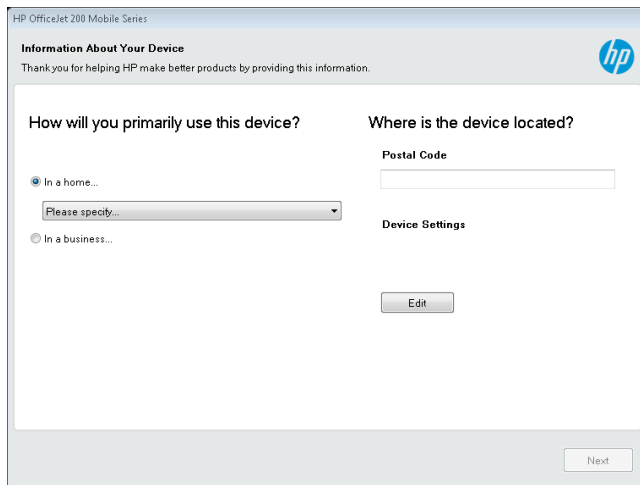 HP OfficeJet 200 Mobile Series
Information About Your Device
Thank you for helping HP make better products by providing this information.
hp
How will you primarily use this device?
In a home...
Please specify...
In a business...
Where is the device located?
Postal Code
Device Settings
Edit
Next